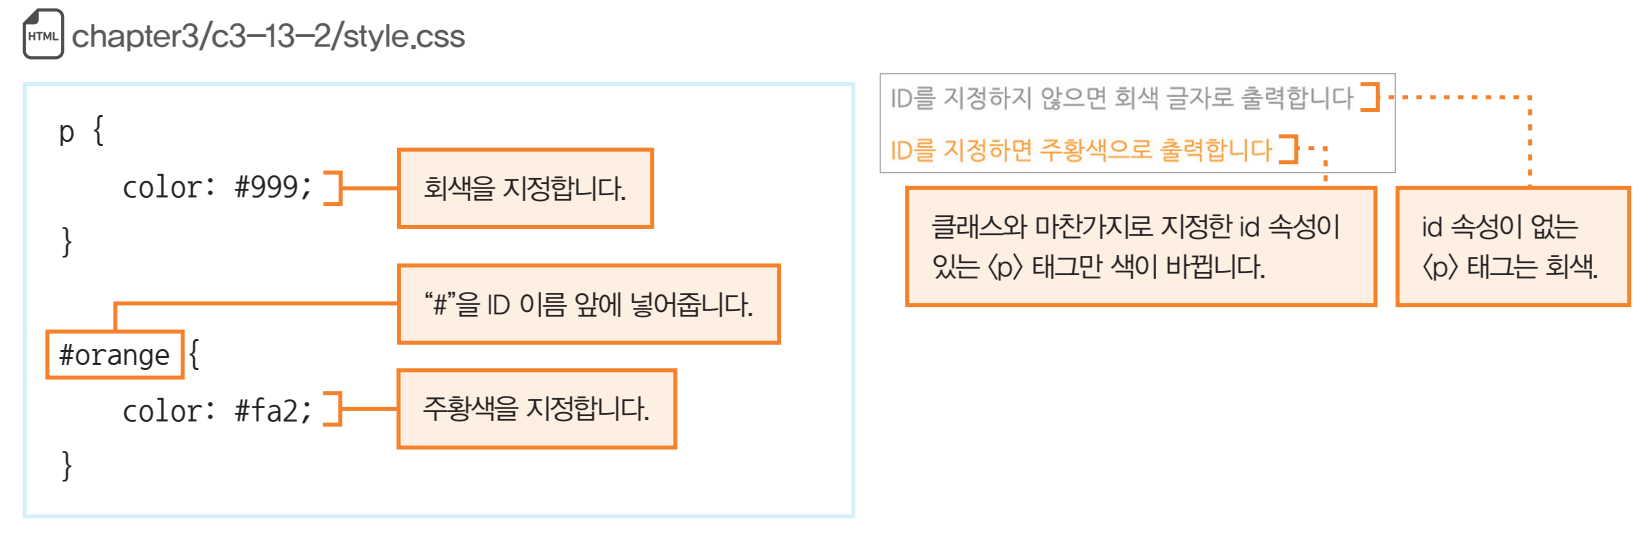 HTML chapter3/c3-13-2/style.css
p {
color: #999;
회색을 지정합니다.
}
“#”을 ID 이름 앞에 넣어줍니다.
#orange {
color: #fa2;
주황색을 지정합니다.
}
ID를 지정하지 않으면 회색 글자로 출력합니다
ID를 지정하면 주황색으로 출력합니다
클래스와 마찬가지로 지정한 id 속성이
있는 〈p〉 태그만 색이 바뀝니다.
id 속성이 없는
〈p〉 태그는 회색.